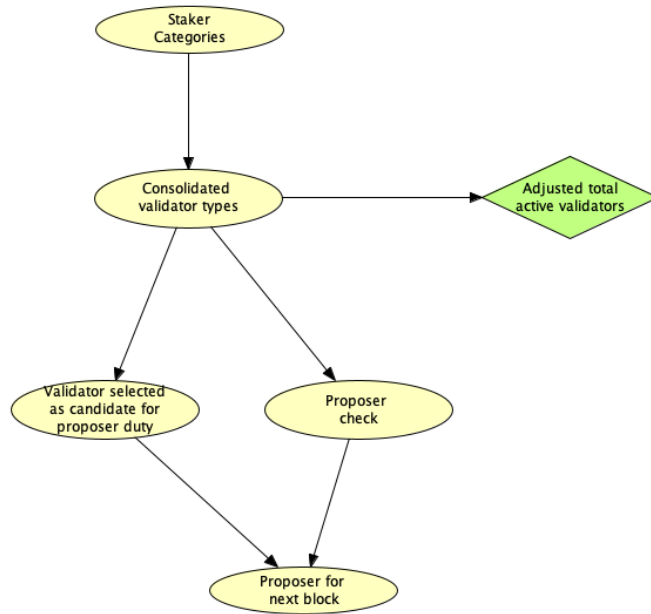 Staker
Categories
Consolidated
validator types
Adjusted total
active validators
Validator selected
as candidate for
proposer duty
Proposer
check
Proposer for
next block